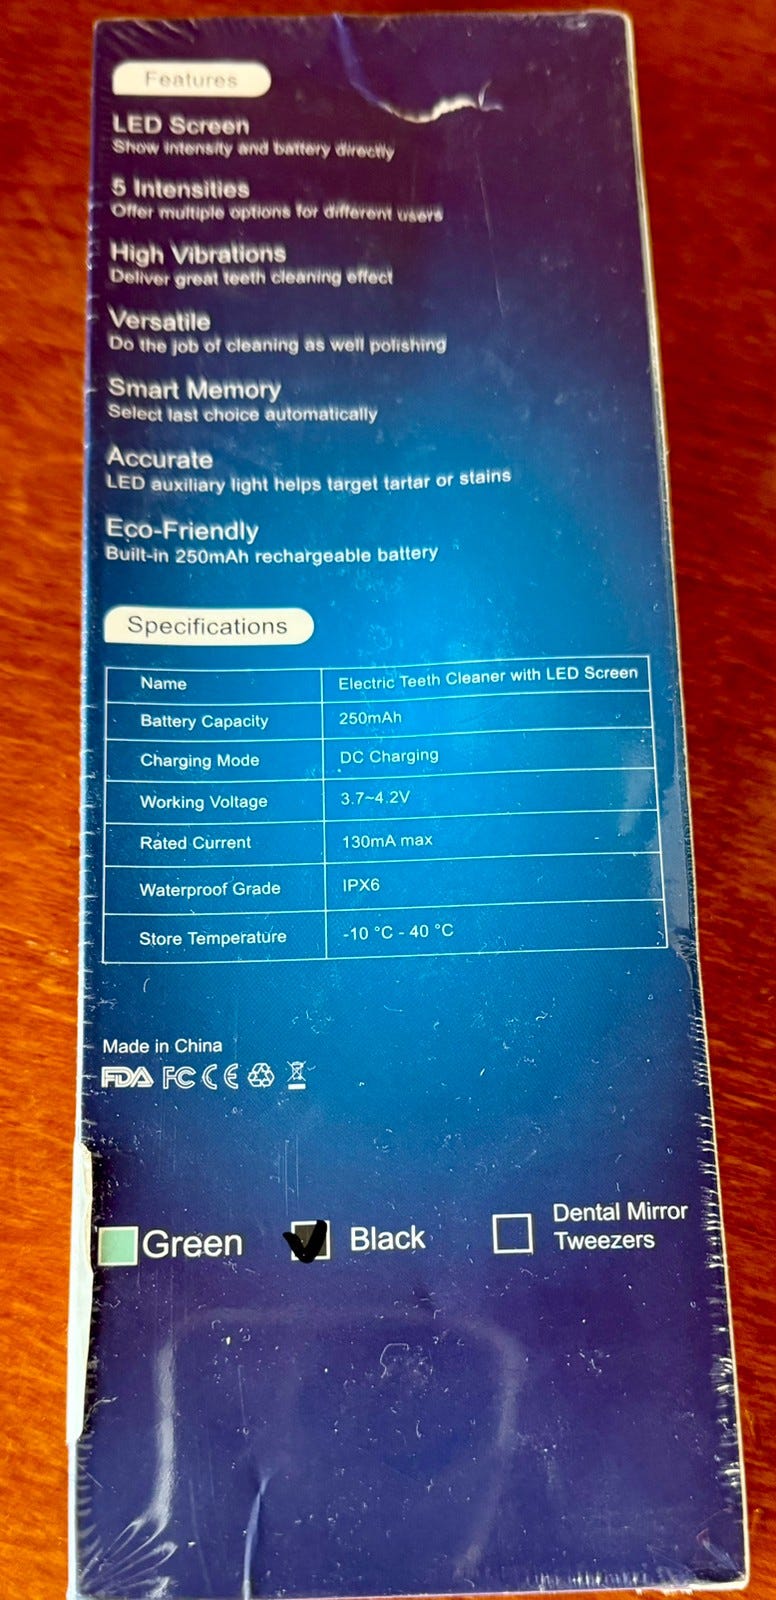 Features
LED Screen
Show intensity and battery directly
5 Intensities
Offer multiple options for different users
High Vibrations
Deliver great teeth cleaning effect
Versatile
Do the job of cleaning as well polishing
Smart Memory
Select last choice automatically
Accurate
LED auxiliary light helps target tartar or stains
Eco-Friendly
Built-in 250mAh rechargeable battery
Specifications
Name Electric Teeth Cleaner with LED Screen
Battery Capacity 250mAh
Charging Mode DC Charging
Working Voltage 3.7~4.2V
Rated Current 130mA max
Waterproof Grade IPX6
Store Temperature -10 °C - 40 °C
Made in China
FDA FC CE
Green Black Dental Mirror
Tweezers